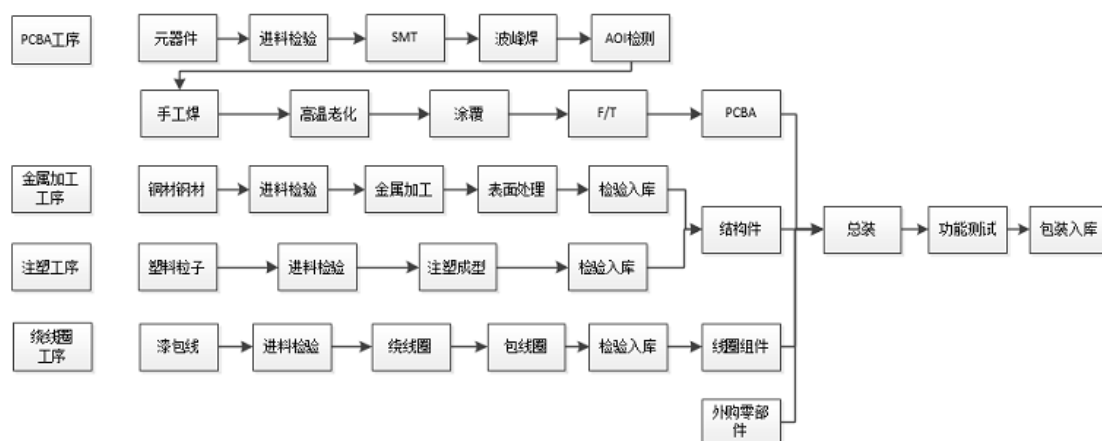 PCBA工序
元器件
进料检验
SMT
波峰焊
AOI检测
手工焊
高温老化
涂覆
F/T
PCBA
金属加工
工序
铜材钢材
进料检验
金属加工
表面处理
检验入库
结构件
总装
功能测试
包装入库
注塑工序
塑料粒子
进料检验
注塑成型
检验入库
绕线圈
工序
漆包线
进料检验
绕线圈
包线圈
检验入库
线圈组件
外购零部
件